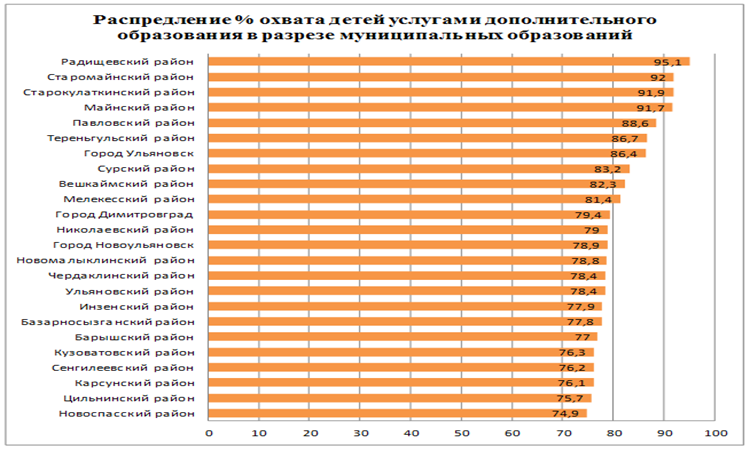 Распредление % охвата детей услугами дополнительного
образования в разрезе муниципальных образований
Радищевский район 95,1
Старомайнский район 92
Старокулаткинский район 91,9
Майнский район 91,7
Павловский район 88,6
Тереньгульский район 86,7
Город Ульяновск 86,4
Сурский район 83,2
Вешкаймский район 82,3
Мелекесский район 81,4
Город Димитровград 79,4
Николаевский район 79
Город Новоульяновск 78,9
Новомалыклинский район 78,8
Чердаклинский район 78,4
Ульяновский район 78,4
Инзенский район 77,9
Базарносызганский район 77,8
Барышский район 77
Кузоватовский район 76,3
Сенгилеевский район 76,2
Карсунский район 76,1
Цильнинский район 75,7
Новоспасский район 74,9
0 10 20 30 40 50 60 70 80 90 100